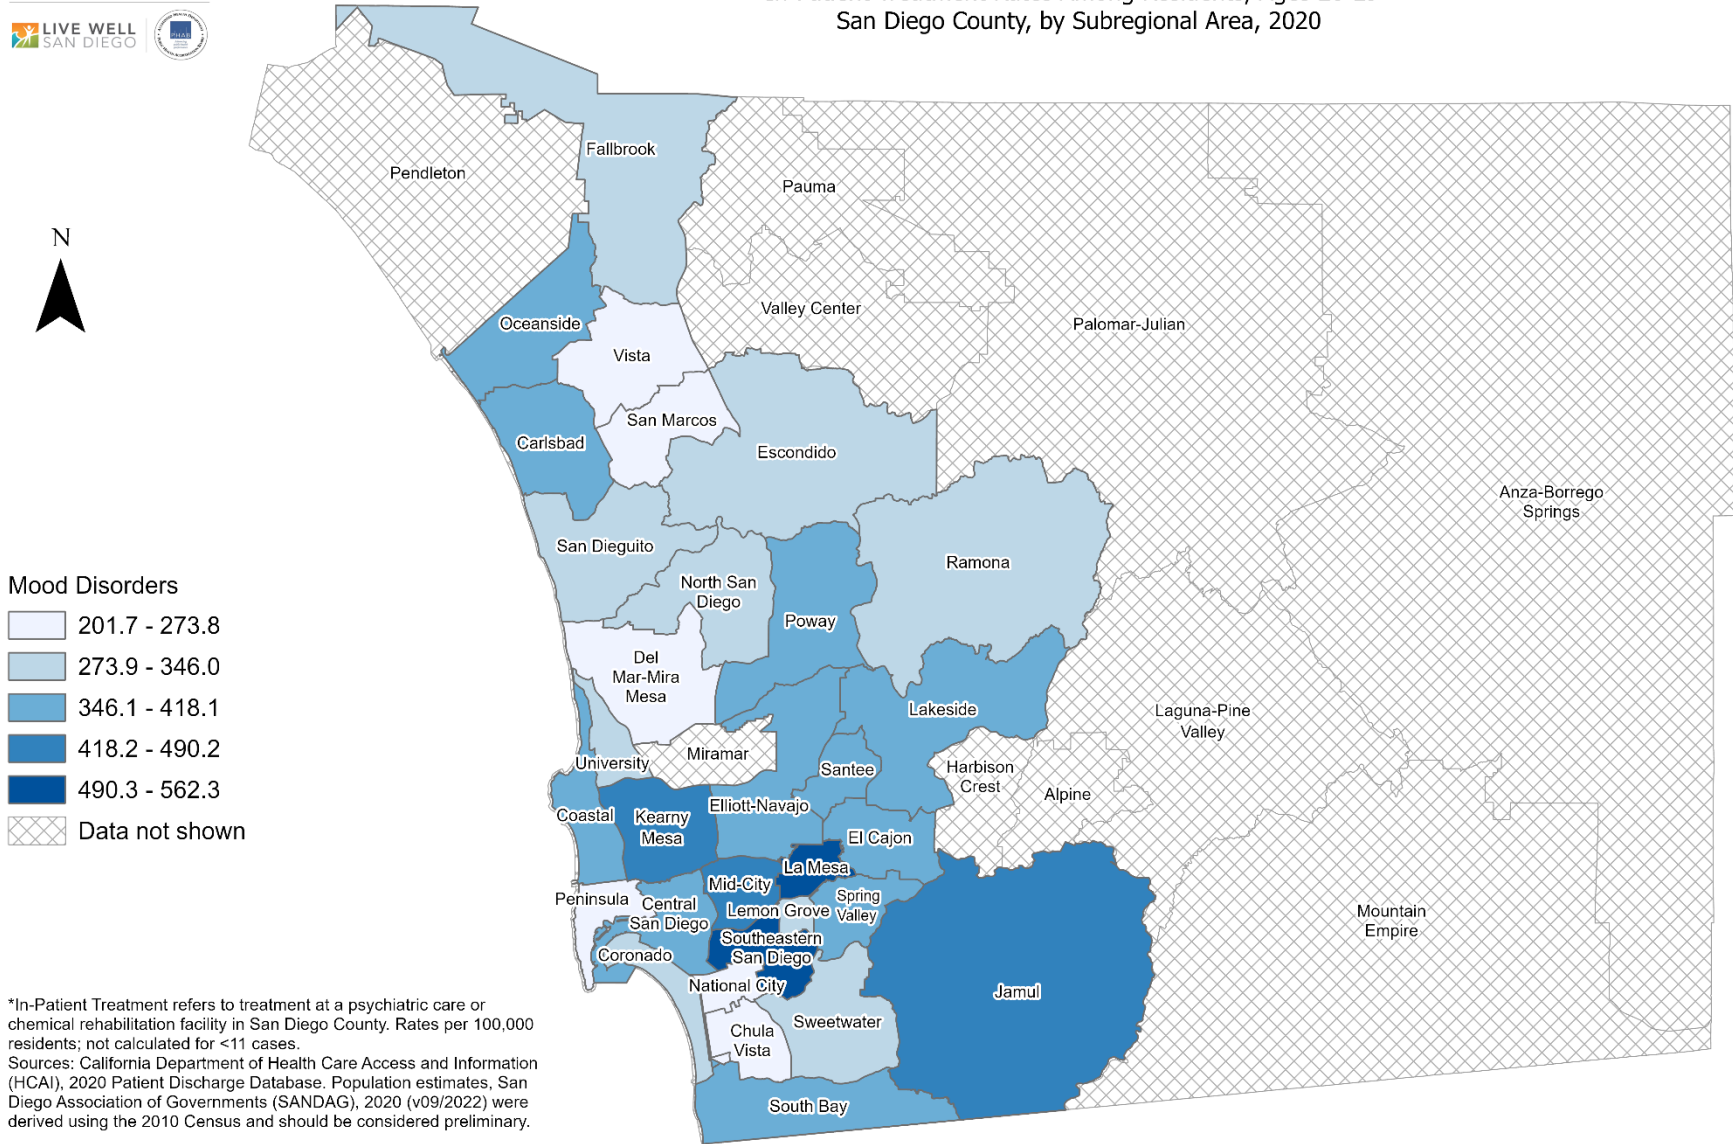 LIVE WELL
SAN DIEGO
PHAB
San Diego County, by Subregional Area, 2020
N
Pendleton
Fallbrook
Pauma
Valley Center
Palomar-Julian
Oceanside
Vista
San Marcos
Carlsbad
Escondido
Anza-Borrego
Springs
San Dieguito
North San
Diego
Ramona
Poway
Del
Mar-Mira
Mesa
Lakeside
Laguna-Pine
Valley
University
Miramar
Santee
Harbison
Crest
Alpine
Coastal
Kearny
Mesa
Elliott-Navajo
El Cajon
La Mesa
Mid-City
Peninsula
Central
San Diego
Lemon Grove
Spring
Valley
Southeastern
San Diego
Coronado
National City
Mountain
Empire
Jamul
Sweetwater
Chula
Vista
South Bay
Mood Disorders
201.7 - 273.8
273.9 - 346.0
346.1 - 418.1
418.2 - 490.2
490.3 - 562.3
Data not shown
*In-Patient Treatment refers to treatment at a psychiatric care or
chemical rehabilitation facility in San Diego County. Rates per 100,000
residents; not calculated for <11 cases.
Sources: California Department of Health Care Access and Information
(HCAI), 2020 Patient Discharge Database. Population estimates, San
Diego Association of Governments (SANDAG), 2020 (v09/2022) were
derived using the 2010 Census and should be considered preliminary.